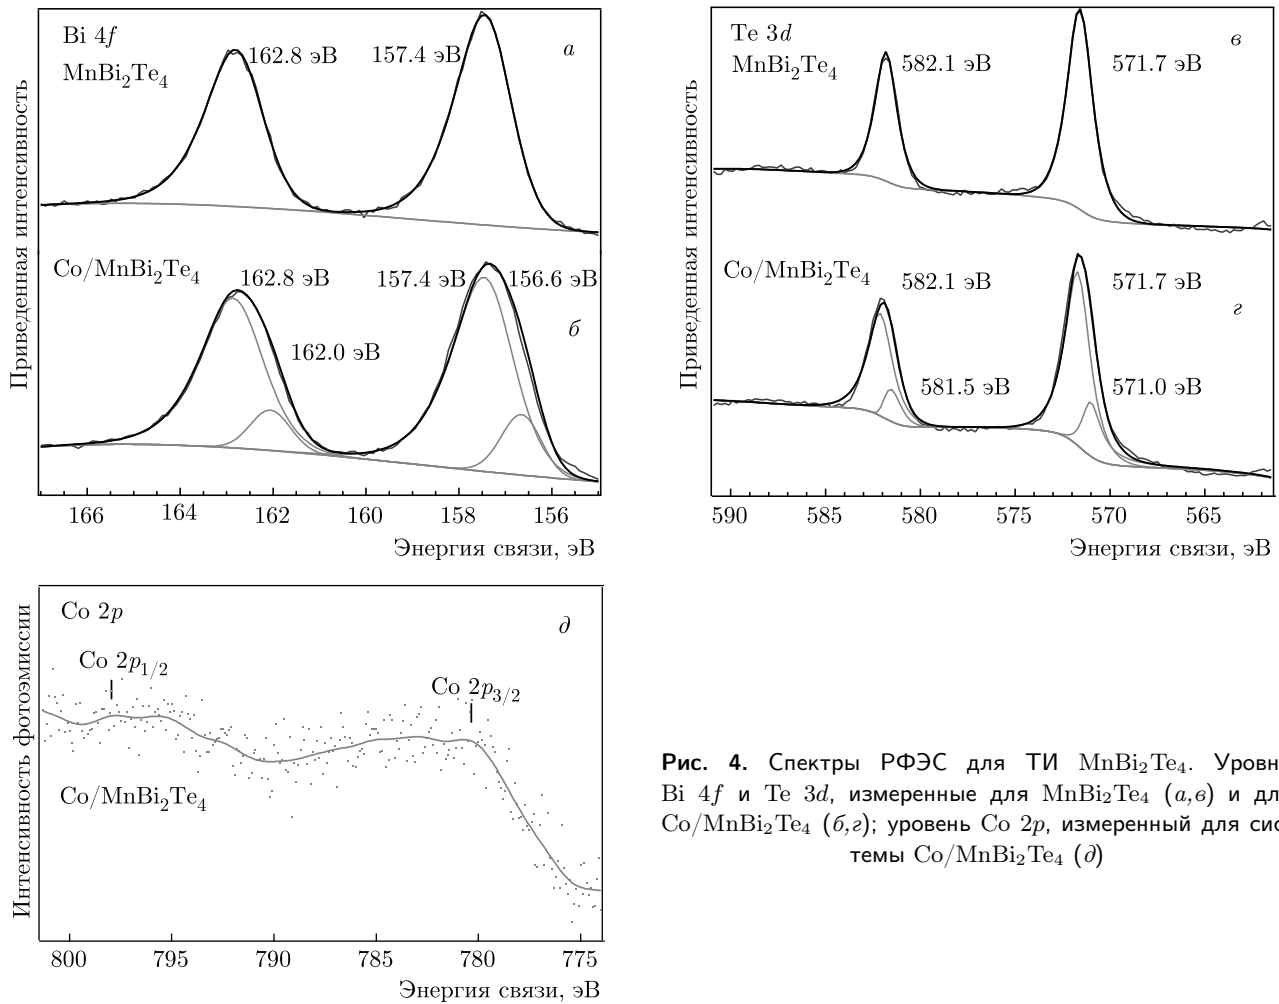 Приведенная интенсивность
Bi 4f
MnBi₂Te₄
162.8 эВ
157.4 эВ
а
Co/MnBi₂Te₄
162.8 эВ
157.4 эВ
156.6 эВ
б
162.0 эВ
166 164 162 160 158 156
Энергия связи, эВ
Приведенная интенсивность
Te 3d
MnBi₂Te₄
582.1 эВ
571.7 эВ
в
Co/MnBi₂Te₄
582.1 эВ
571.7 эВ
г
581.5 эВ
571.0 эВ
590 585 580 575 570 565
Энергия связи, эВ
Интенсивность фотоэмиссии
Co 2p
д
Co 2p₁/₂
Co 2p₃/₂
Co/MnBi₂Te₄
800 795 790 785 780 775
Энергия связи, эВ
Рис. 4. Спектры РФЭС для ТИ MnBi₂Te₄. Уровн
Bi 4f и Te 3d, измеренные для MnBi₂Te₄ (а,в) и дл
Co/MnBi₂Te₄ (б,г); уровень Co 2p, измеренный для сис
темы Co/MnBi₂Te₄ (д)